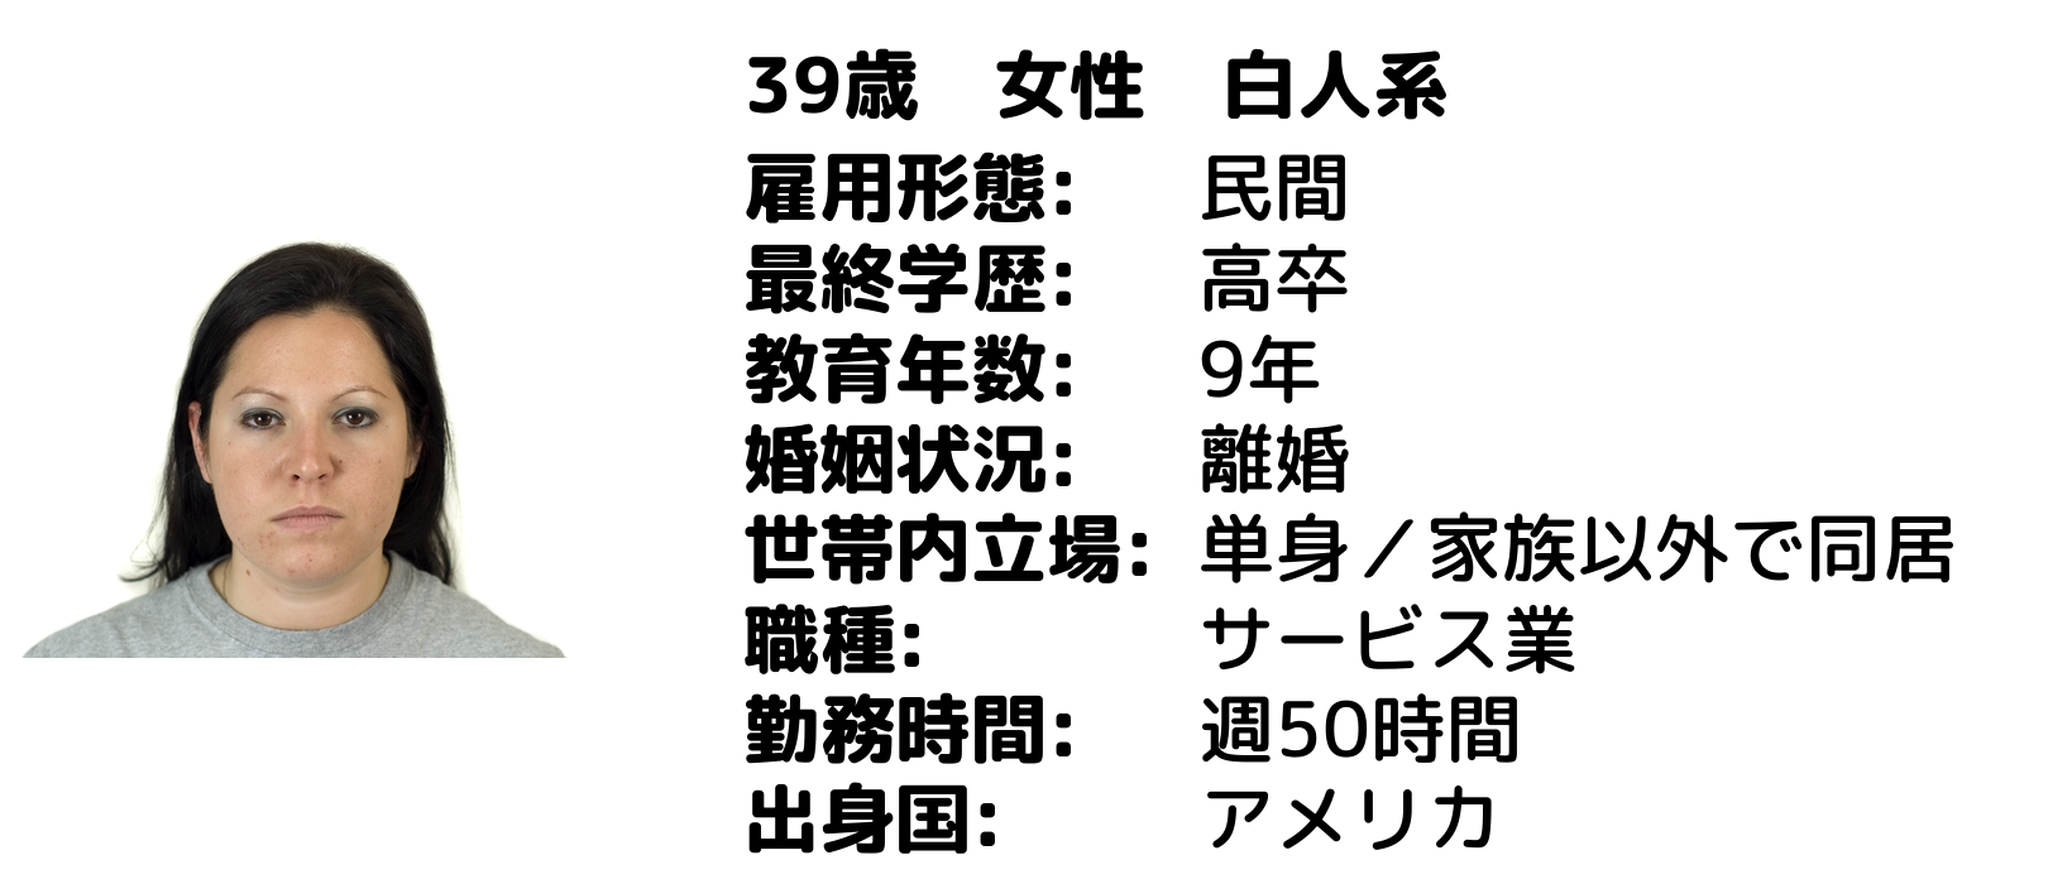 39歳　女性　白人系
雇用形態: 民間
最終学歴: 高卒
教育年数: 9年
婚姻状況: 離婚
世帯内立場: 単身／家族以外で同居
職種: サービス業
勤務時間: 週50時間
出身国: アメリカ